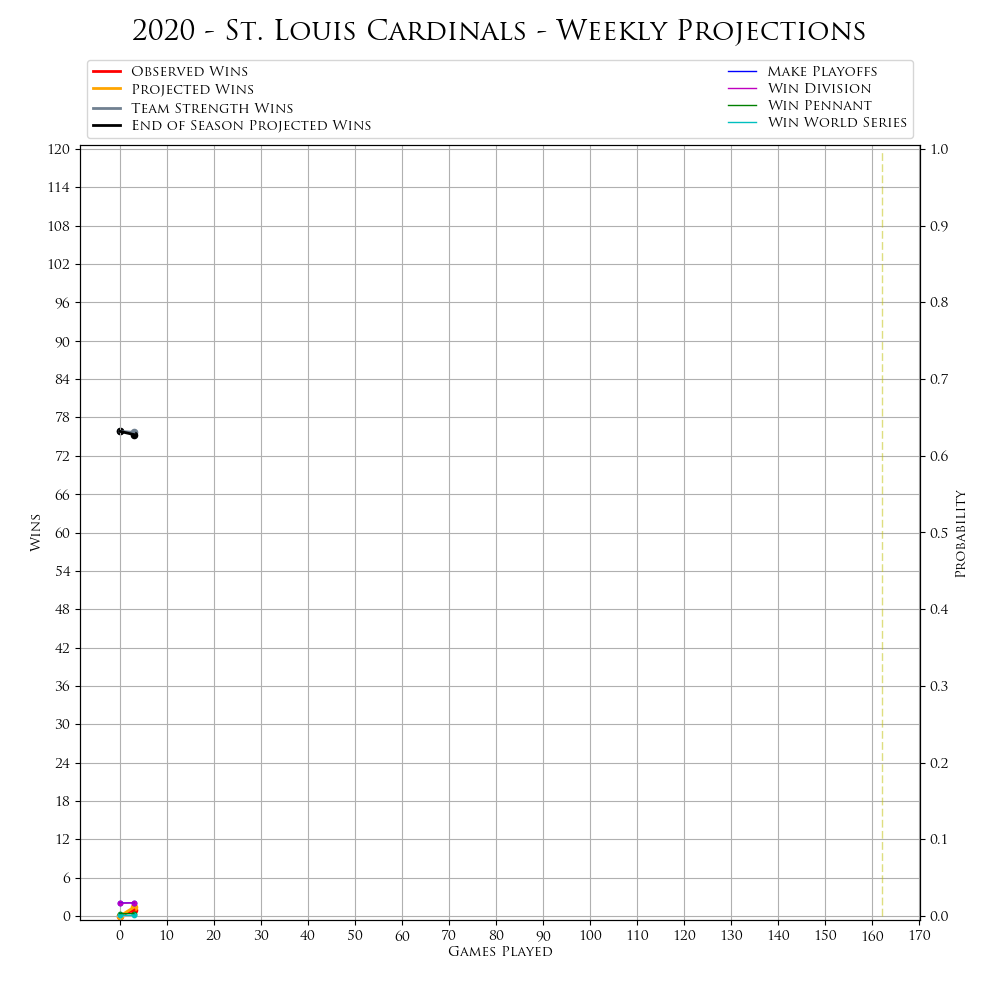 2020 - St. Louis Cardinals - Weekly Projections
Observed Wins
Projected Wins
Team Strength Wins
End of Season Projected Wins
Make Playoffs
Win Division
Win Pennant
Win World Series
120
114
108
102
96
90
84
78
72
66
60
54
48
42
36
30
24
18
12
6
0
Wins
1.0
0.9
0.8
0.7
0.6
0.5
0.4
0.3
0.2
0.1
0.0
Probability
0 10 20 30 40 50 60 70 80 90 100 110 120 130 140 150 160 170
Games Played